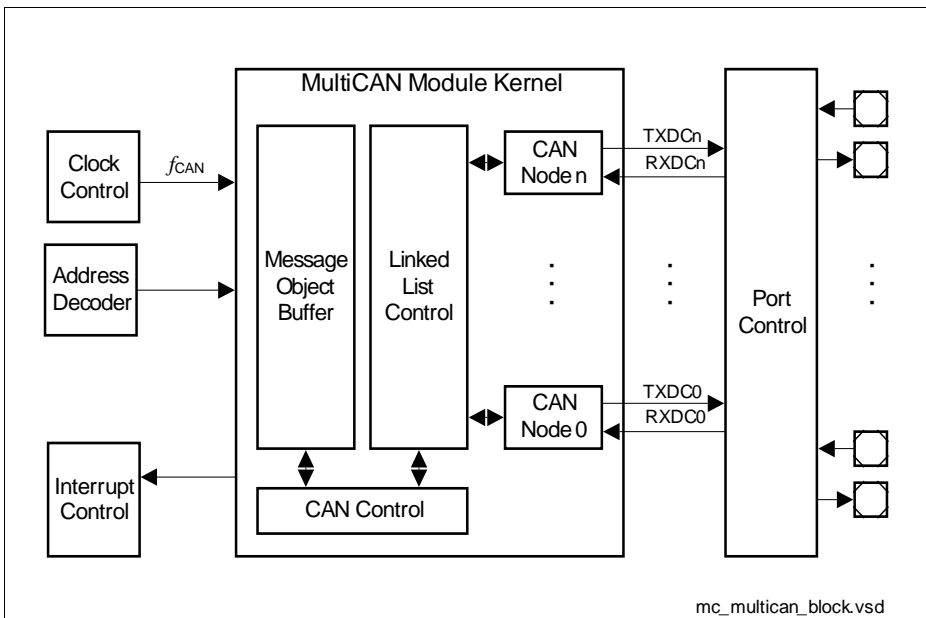 MultiCAN Module Kernel
Clock
Control
fCAN
Address
Decoder
Interrupt
Control
Message
Object
Buffer
Linked
List
Control
CAN Control
CAN
Node n
CAN
Node 0
TXDCn
RXDCn
TXDC0
RXDC0
Port
Control
mc_multican_block.vsd